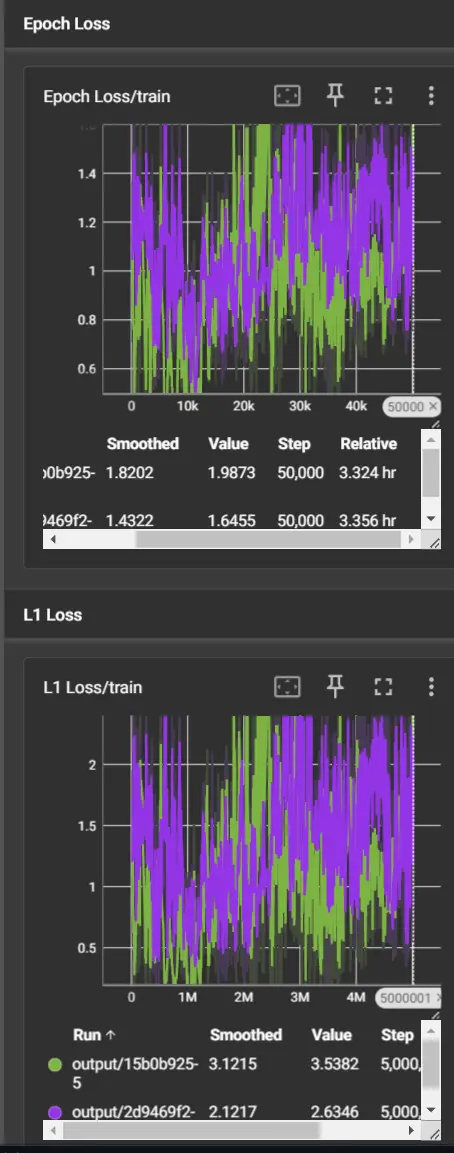 Epoch Loss
Epoch Loss/train
1.4
1.2
1
0.8
0.6
0 10k 20k 30k 40k 50000 ×
Smoothed Value Step Relative
b0b925- 1.8202 1.9873 50,000 3.324 hr
9469f2- 1.4322 1.6455 50,000 3.356 hr
L1 Loss
L1 Loss/train
2
1.5
1
0.5
0 1M 2M 3M 4M 5000001
Run ↑ Smoothed Value Step
output/15b0b925- 3.1215 3.5382 5,000,
5
output/2d9469f2- 2.1217 2.6346 5,000,